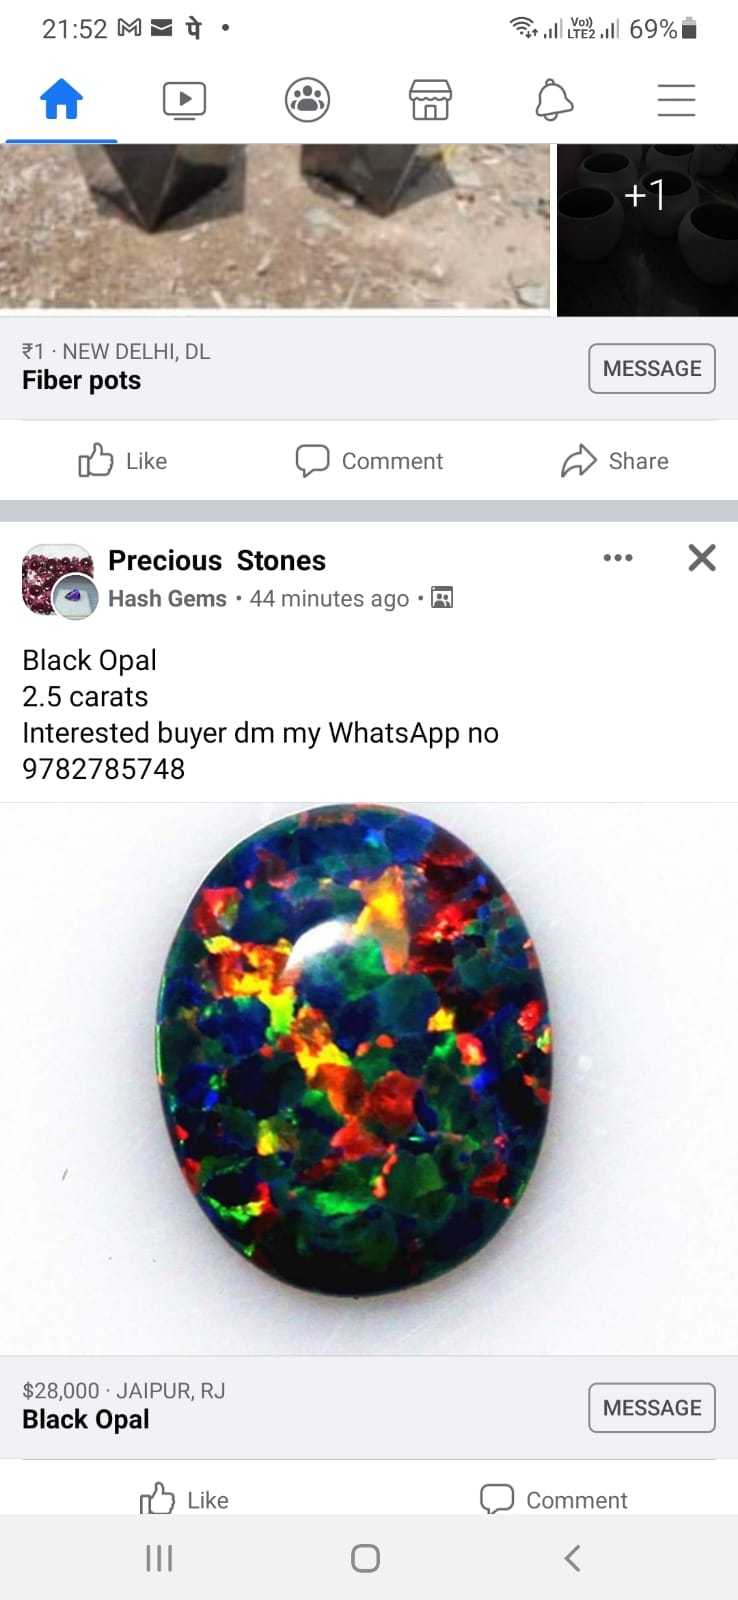 21:52 पे 69%
Vo))
LTE2
+1
₹1 · NEW DELHI, DL
Fiber pots
MESSAGE
Like Comment Share
Precious Stones
Hash Gems • 44 minutes ago •
Black Opal
2.5 carats
Interested buyer dm my WhatsApp no
9782785748
$28,000 · JAIPUR, RJ
Black Opal
MESSAGE
Like Comment